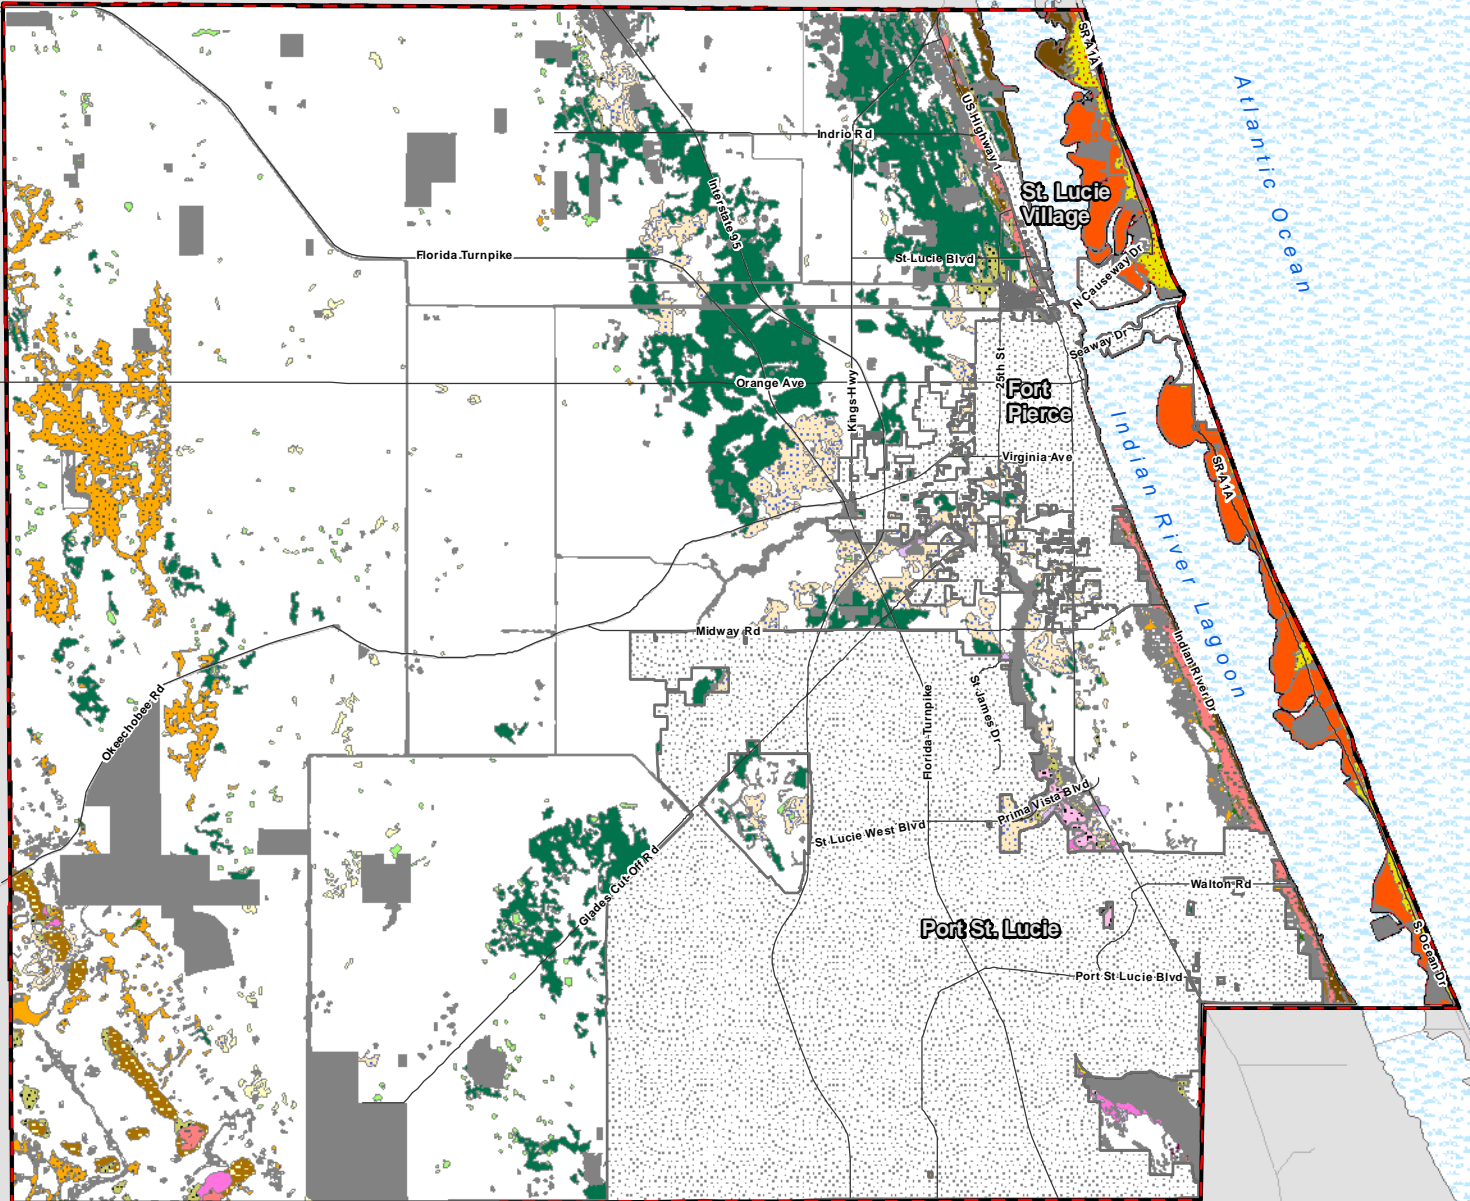 SR A1A
Atlantic Ocean
US Highway 1
Indrio Rd
Interstate 95
St. Lucie
Village
Florida Turnpike
St Lucie Blvd
N Causeway Dr
Seaway Dr
25th St
Orange Ave
Kings Hwy
Fort
Pierce
Indian River Lagoon
Virginia Ave
SR A1A
Midway Rd
Indian River Dr
Okeechobee Rd
Florida Turnpike
St James Dr
Prima Vista Blvd
St Lucie West Blvd
Glades Cut-Off Rd
Walton Rd
Port St. Lucie
S. Ocean Dr
Port St Lucie Blvd